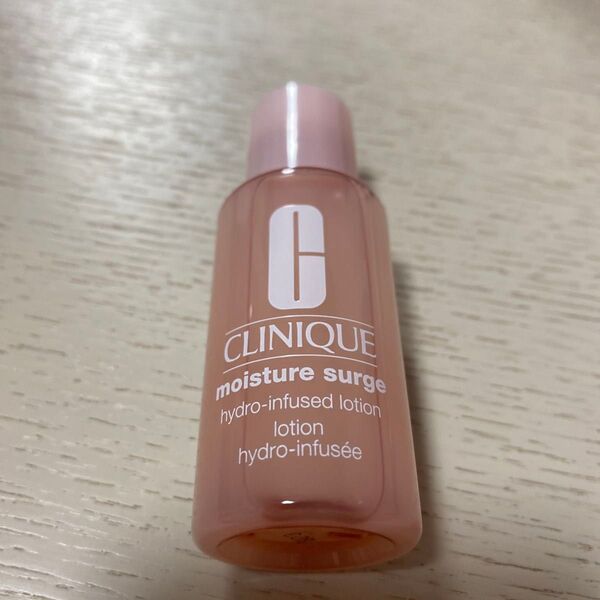 C
CLINIQUE
moisture surge
hydro-infused lotion
lotion
hydro-infusée